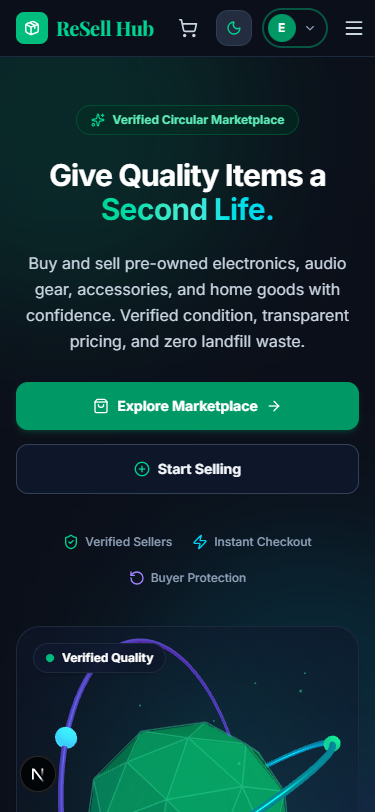 ReSell Hub
E
Verified Circular Marketplace
Give Quality Items a
Second Life.
Buy and sell pre-owned electronics, audio
gear, accessories, and home goods with
confidence. Verified condition, transparent
pricing, and zero landfill waste.
Explore Marketplace
Start Selling
Verified Sellers
Instant Checkout
Buyer Protection
Verified Quality
N